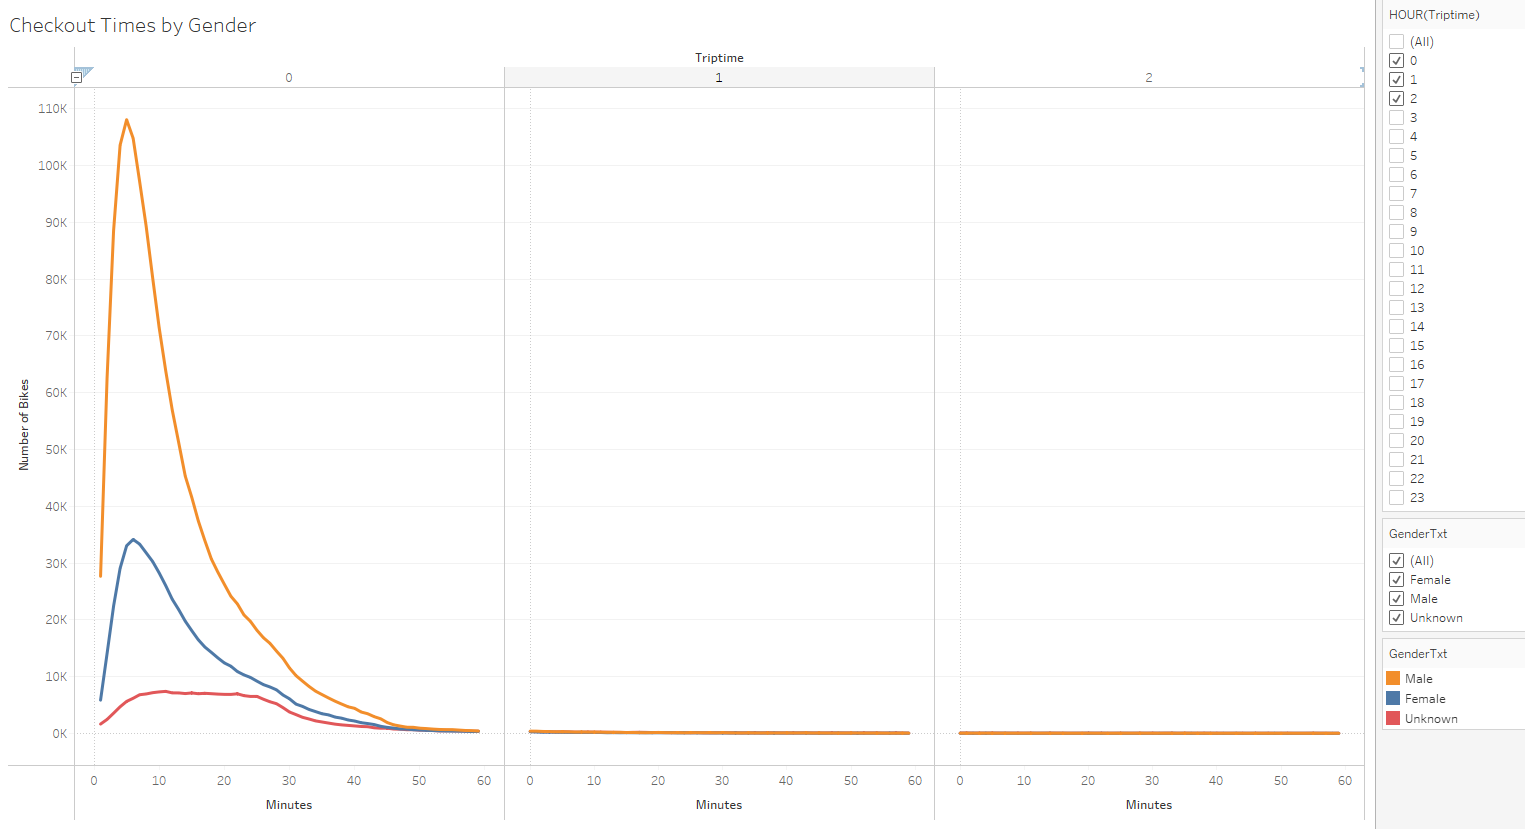 Checkout Times by Gender
Triptime
0 1 2
110K
100K
90K
80K
70K
60K
50K
40K
30K
20K
10K
0K
Number of Bikes
0 10 20 30 40 50 60 0 10 20 30 40 50 60 0 10 20 30 40 50 60
Minutes Minutes Minutes
HOUR(Triptime)
(All)
0
1
2
3
4
5
6
7
8
9
10
11
12
13
14
15
16
17
18
19
20
21
22
23
GenderTxt
(All)
Female
Male
Unknown
GenderTxt
Male
Female
Unknown